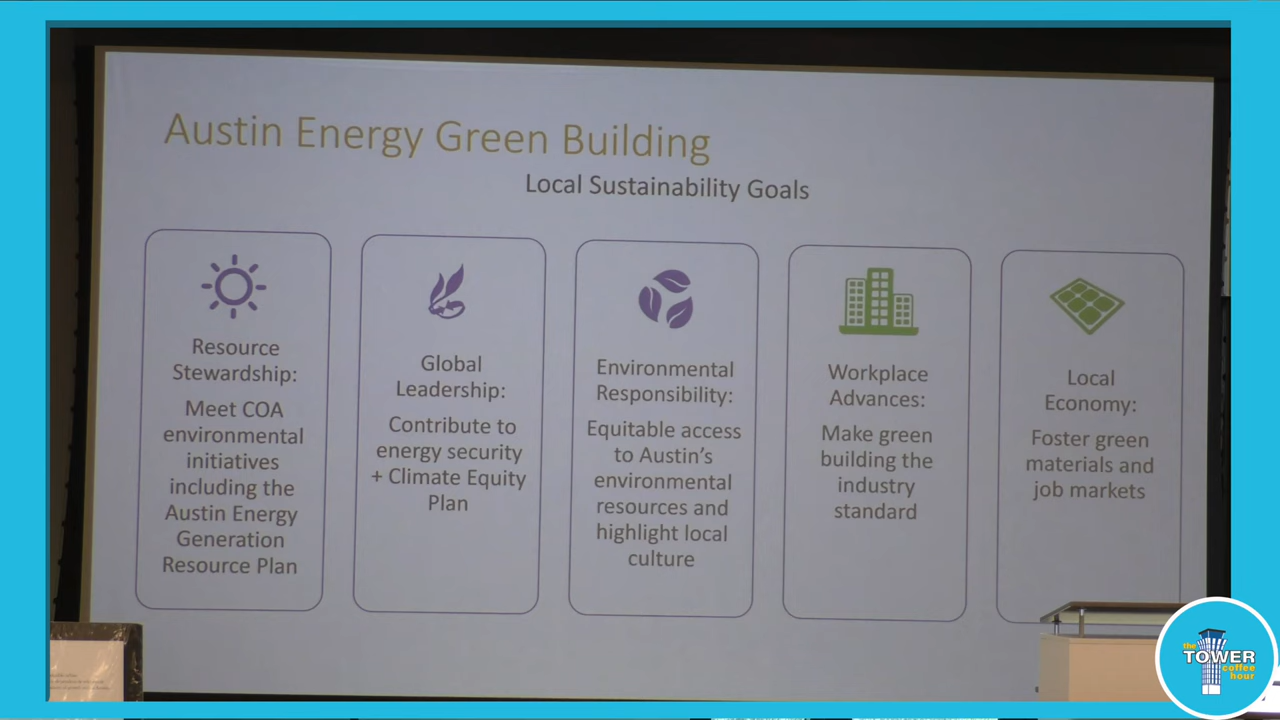 Austin Energy Green Building
Local Sustainability Goals
Resource
Stewardship:
Meet COA
environmental
initiatives
including the
Austin Energy
Generation
Resource Plan
Global
Leadership:
Contribute to
energy security
+ Climate Equity
Plan
Environmental
Responsibility:
Equitable access
to Austin's
environmental
resources and
highlight local
culture
Workplace
Advances:
Make green
building the
industry
standard
Local
Economy:
Foster green
materials and
job markets
the
TOWER
coffee
hour